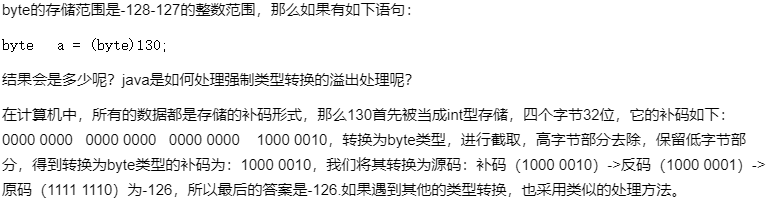 byte的存储范围是-128-127的整数范围，那么如果有如下语句：
byte   a = (byte)130;
结果会是多少呢？java是如何处理强制类型转换的溢出处理呢？
在计算机中，所有的数据都是存储的补码形式，那么130首先被当成int型存储，四个字节32位，它的补码如下：
0000 0000   0000 0000   0000 0000    1000 0010，转换为byte类型，进行截取，高字节部分去除，保留低字节部
分，得到转换为byte类型的补码为：1000 0010，我们将其转换为源码：补码（1000 0010）->反码（1000 0001）->
原码（1111 1110）为-126，所以最后的答案是-126.如果遇到其他的类型转换，也采用类似的处理方法。